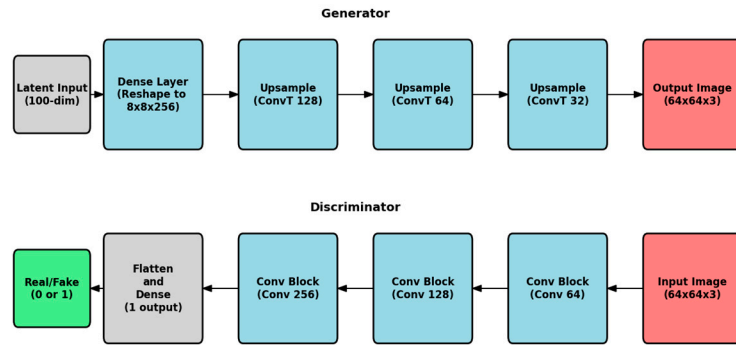 Generator
Latent Input
(100-dim)
Dense Layer
(Reshape to
8x8x256)
Upsample
(ConvT 128)
Upsample
(ConvT 64)
Upsample
(ConvT 32)
Output Image
(64x64x3)
Discriminator
Real/Fake
(0 or 1)
Flatten
and
Dense
(1 output)
Conv Block
(Conv 256)
Conv Block
(Conv 128)
Conv Block
(Conv 64)
Input Image
(64x64x3)